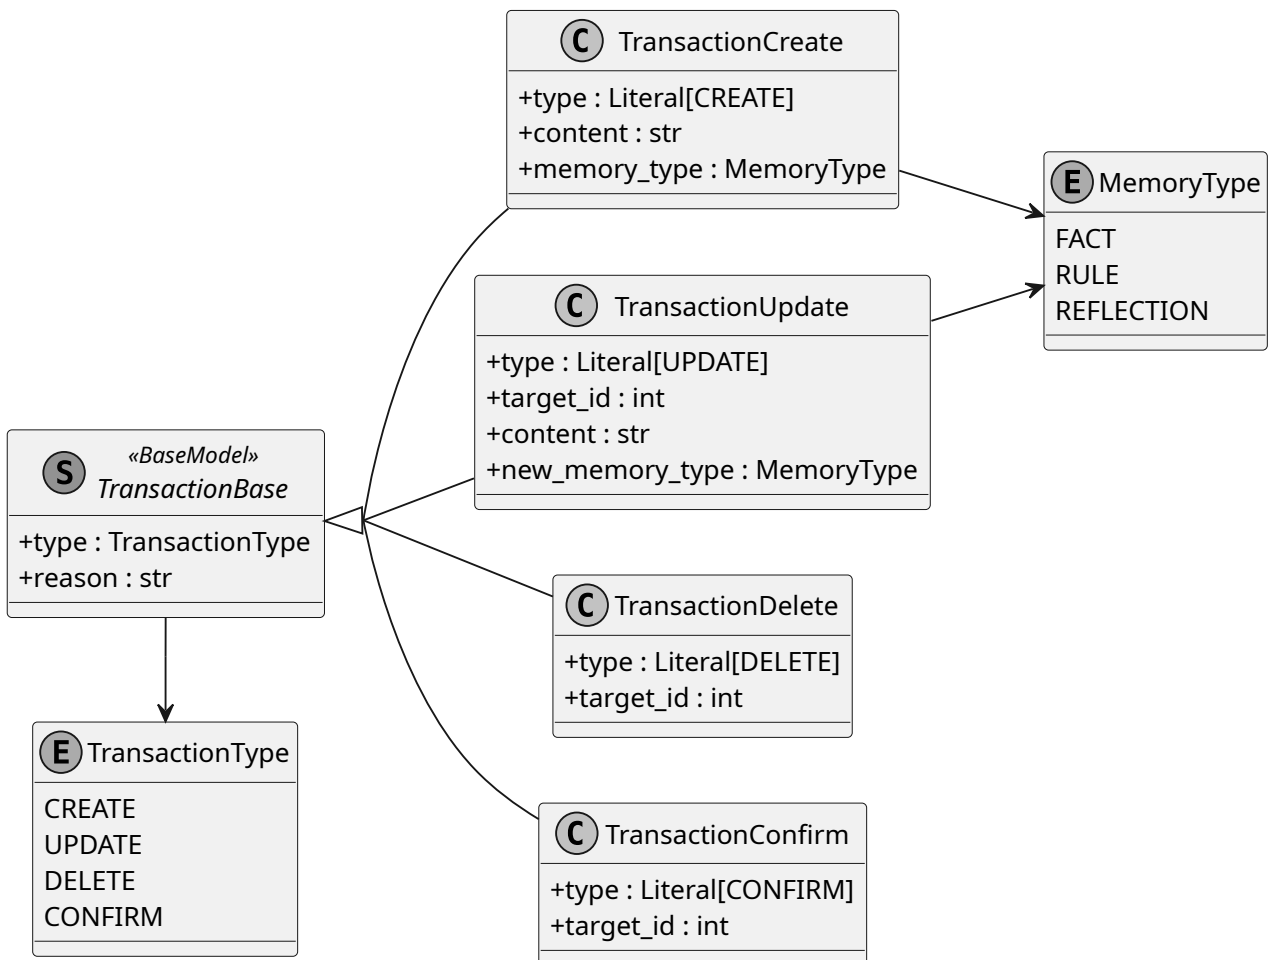 C TransactionCreate
+type : Literal[CREATE]
+content : str
+memory_type : MemoryType
E MemoryType
FACT
RULE
REFLECTION
C TransactionUpdate
+type : Literal[UPDATE]
+target_id : int
+content : str
+new_memory_type : MemoryType
«BaseModel»
S TransactionBase
+type : TransactionType
+reason : str
C TransactionDelete
+type : Literal[DELETE]
+target_id : int
E TransactionType
CREATE
UPDATE
DELETE
CONFIRM
C TransactionConfirm
+type : Literal[CONFIRM]
+target_id : int